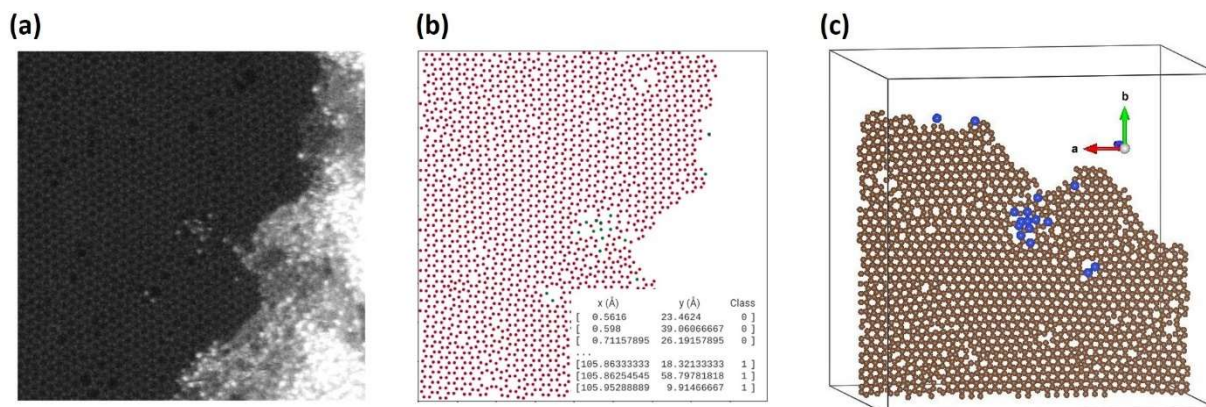 (a)
(b)
(c)
x (Å) y (Å) Class
[ 0.5616 23.4624 0 ]
[ 0.598 39.06066667 0 ]
[ 0.71157895 26.19157895 0 ]
...
[105.86333333 18.32133333 1 ]
[105.86254545 58.79781818 1 ]
[105.95288889 9.91466667 1 ]
b
a